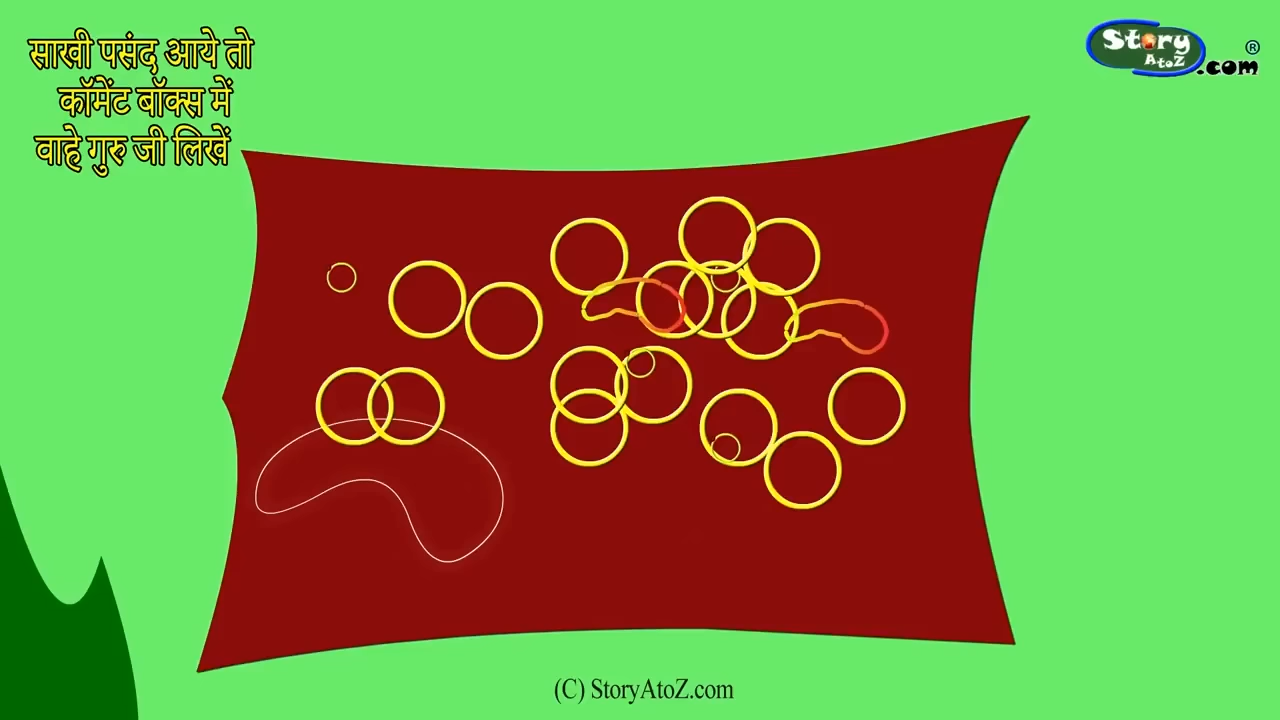 साखी पसंद आये तो
कॉमेंट बॉक्स में
वाहे गुरु जी लिखें
Story
AtoZ
.com ®
(C) StoryAtoZ.com